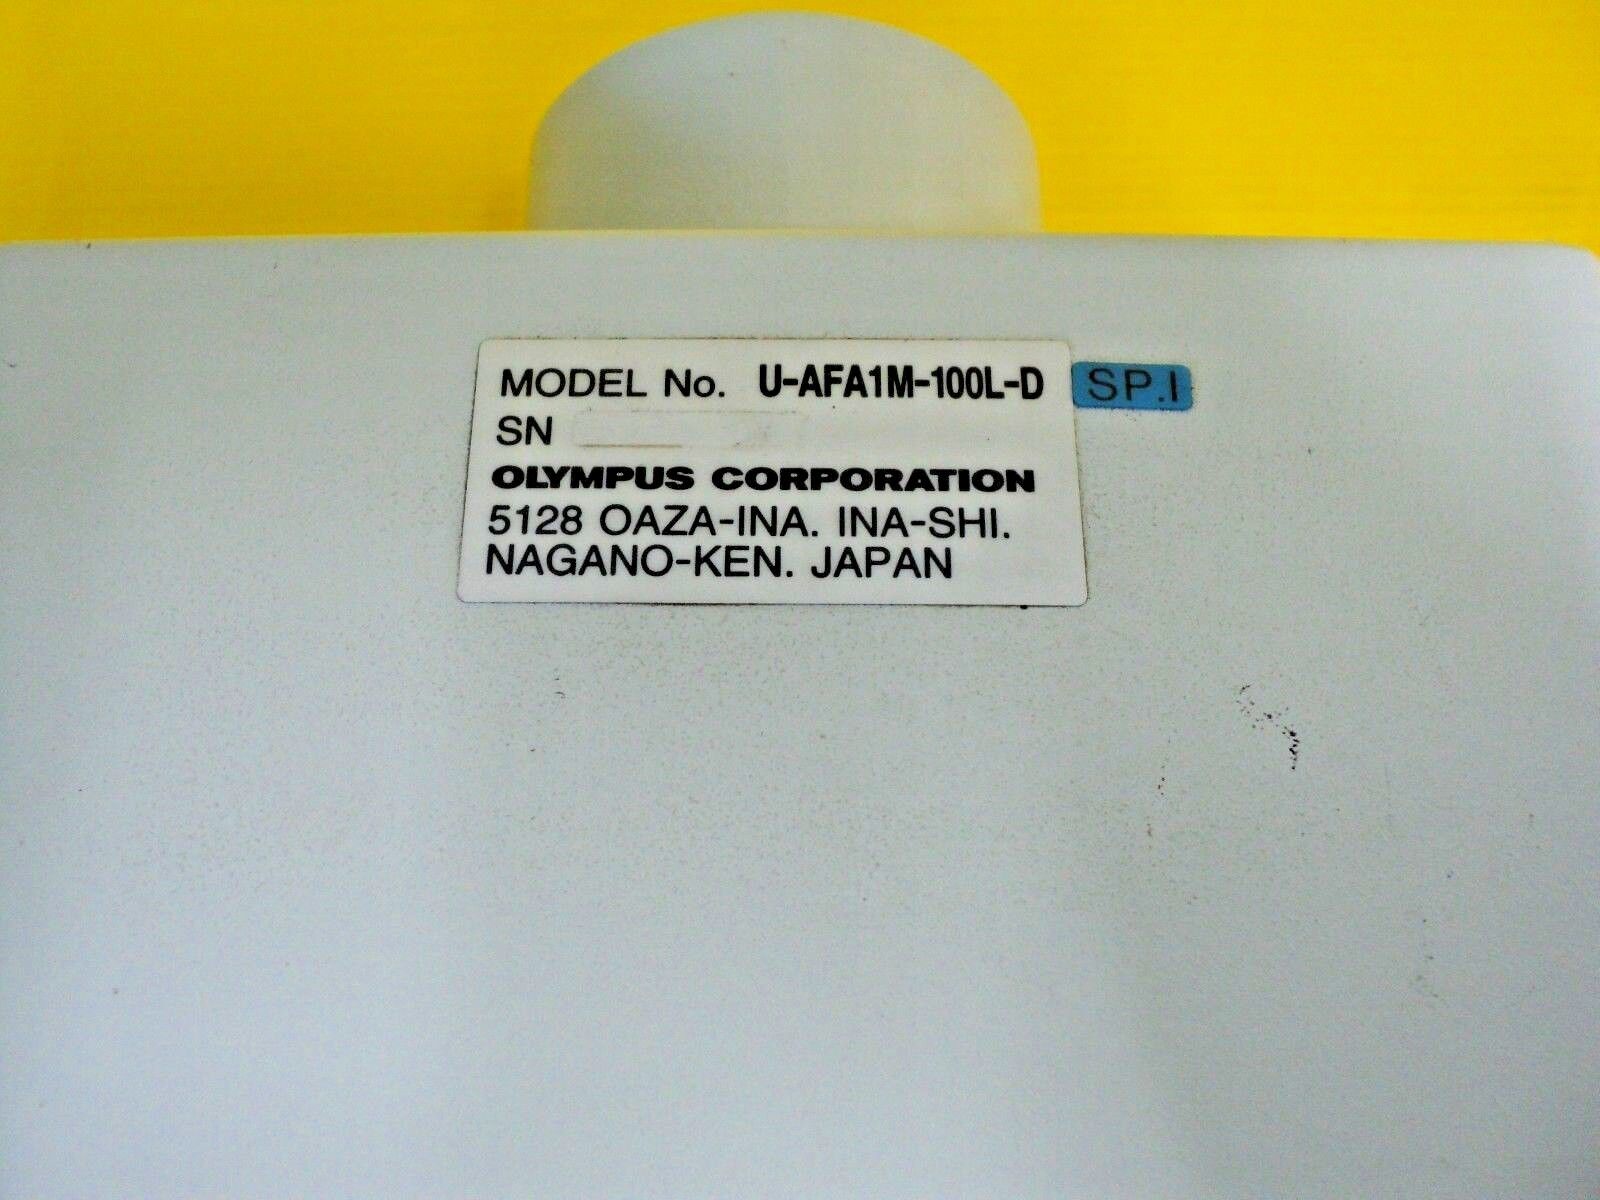 MODEL No. U-AFA1M-100L-D SP.I
SN
OLYMPUS CORPORATION
5128 OAZA-INA. INA-SHI.
NAGANO-KEN. JAPAN